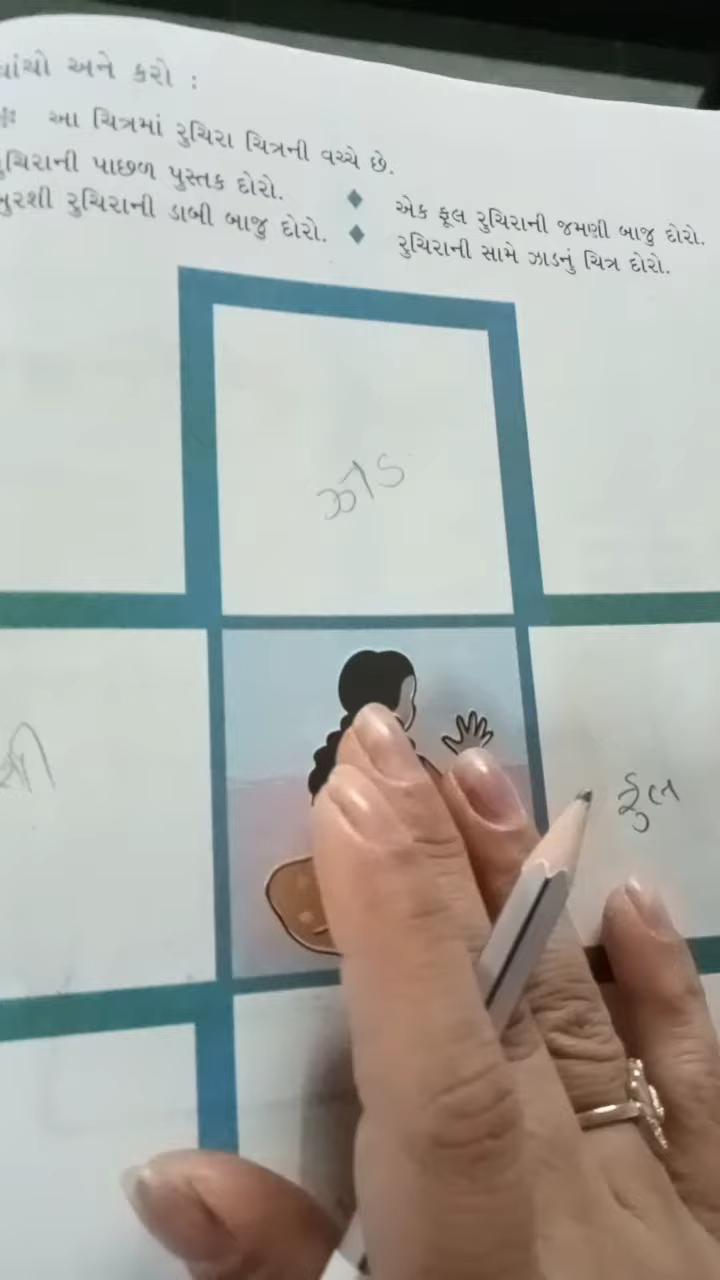 વાંચો અને કરો :
આ ચિત્રમાં રુચિરા ચિત્રની વચ્ચે છે.
રુચિરાની પાછળ પુસ્તક દોરો.
ખુરશી રુચિરાની ડાબી બાજુ દોરો.
એક ફૂલ રુચિરાની જમણી બાજુ દોરો.
રુચિરાની સામે ઝાડનું ચિત્ર દોરો.
ઝાડ
શી
ફૂલ